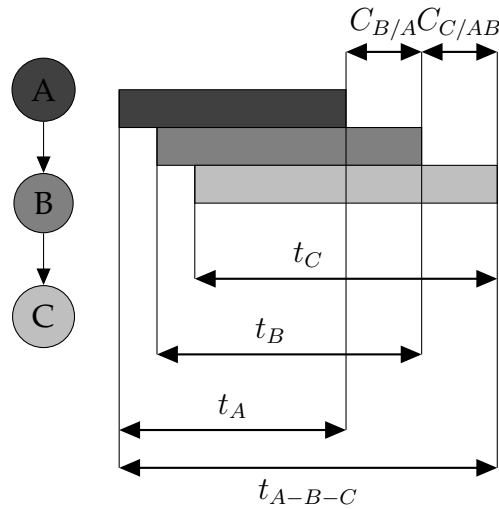 C_{B/A} C_{C/AB}
A
B
t_C
C
t_B
t_A
t_{A−B−C}